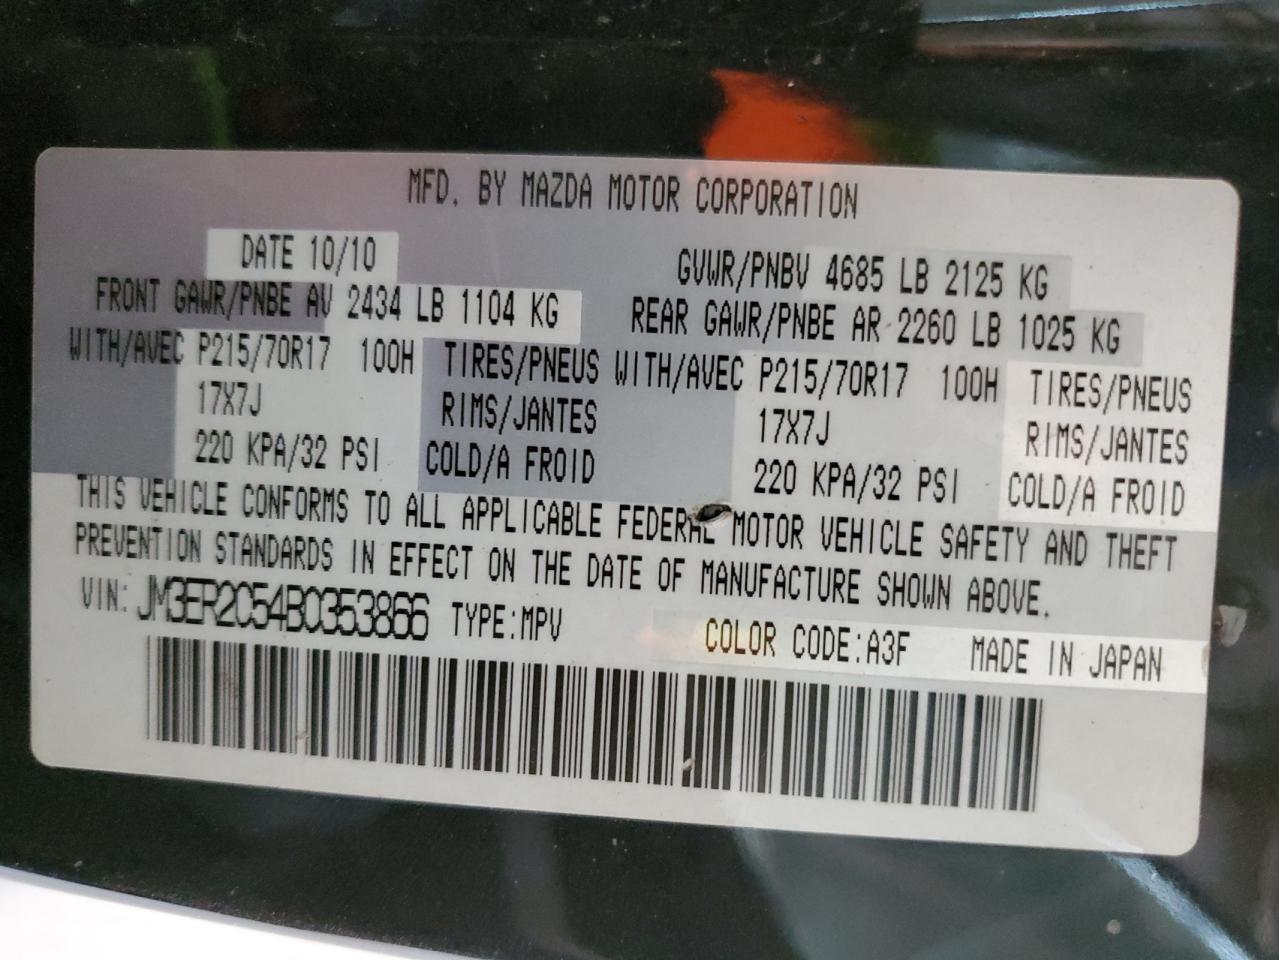 MFD. BY MAZDA MOTOR CORPORATION
DATE 10/10 GVWR/PNBV 4685 LB 2125 KG
FRONT GAWR/PNBE AV 2434 LB 1104 KG REAR GAWR/PNBE AR 2260 LB 1025 KG
WITH/AVEC P215/70R17 100H TIRES/PNEUS WITH/AVEC P215/70R17 100H TIRES/PNEUS
17X7J RIMS/JANTES 17X7J RIMS/JANTES
220 KPA/32 PSI COLD/A FROID 220 KPA/32 PSI COLD/A FROID
THIS VEHICLE CONFORMS TO ALL APPLICABLE FEDERAL MOTOR VEHICLE SAFETY AND THEFT
PREVENTION STANDARDS IN EFFECT ON THE DATE OF MANUFACTURE SHOWN ABOVE.
VIN: JM3ER2C54B0353866 TYPE:MPV COLOR CODE:A3F MADE IN JAPAN